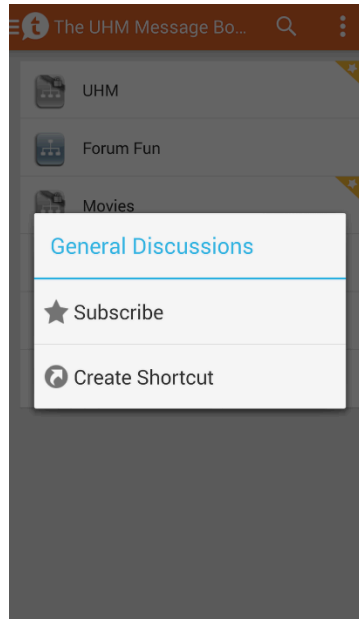 The UHM Message Bo...
UHM
Forum Fun
Movies
General Discussions
Subscribe
Create Shortcut